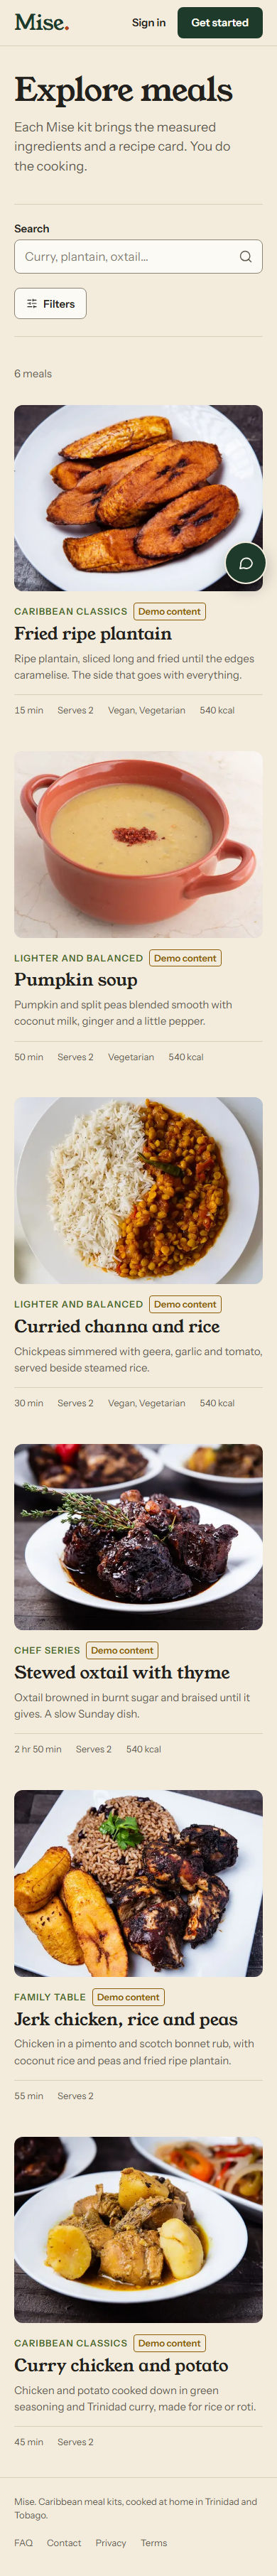 Mise.
Sign in
Get started
Explore meals
Each Mise kit brings the measured
ingredients and a recipe card. You do
the cooking.
Search
Curry, plantain, oxtail...
Filters
6 meals
CARIBBEAN CLASSICS Demo content
Fried ripe plantain
Ripe plantain, sliced long and fried until the edges
caramelise. The side that goes with everything.
15 min Serves 2 Vegan, Vegetarian 540 kcal
LIGHTER AND BALANCED Demo content
Pumpkin soup
Pumpkin and split peas blended smooth with
coconut milk, ginger and a little pepper.
50 min Serves 2 Vegetarian 540 kcal
LIGHTER AND BALANCED Demo content
Curried channa and rice
Chickpeas simmered with geera, garlic and tomato,
served beside steamed rice.
30 min Serves 2 Vegan, Vegetarian 540 kcal
CHEF SERIES Demo content
Stewed oxtail with thyme
Oxtail browned in burnt sugar and braised until it
gives. A slow Sunday dish.
2 hr 50 min Serves 2 540 kcal
FAMILY TABLE Demo content
Jerk chicken, rice and peas
Chicken in a pimento and scotch bonnet rub, with
coconut rice and peas and fried ripe plantain.
55 min Serves 2
CARIBBEAN CLASSICS Demo content
Curry chicken and potato
Chicken and potato cooked down in green
seasoning and Trinidad curry, made for rice or roti.
45 min Serves 2
Mise. Caribbean meal kits, cooked at home in Trinidad and
Tobago.
FAQ Contact Privacy Terms